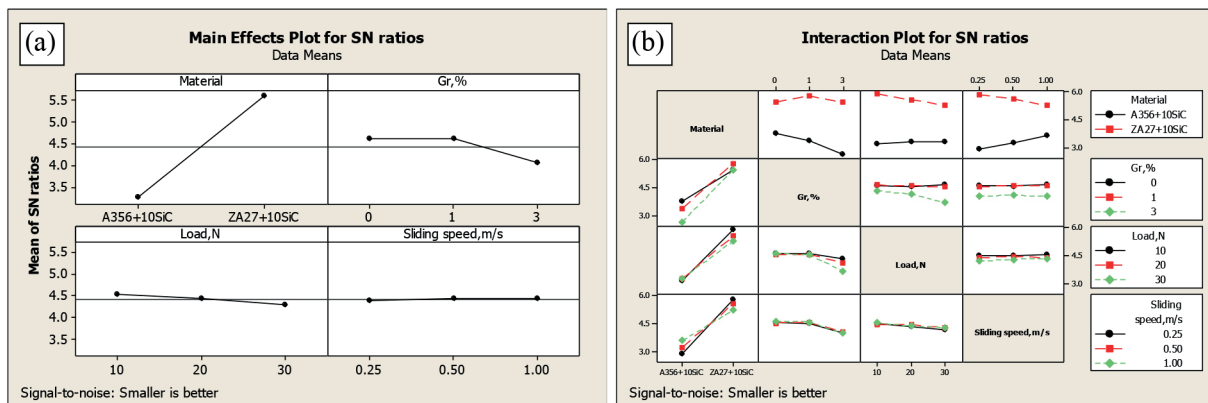 (a)
Main Effects Plot for SN ratios
Data Means
Material
Gr,%
5.5
5.0
4.5
4.0
3.5
A356+10SiC
ZA27+10SiC
0
1
3
Mean of SN ratios
Load,N
Sliding speed,m/s
5.5
5.0
4.5
4.0
3.5
10
20
30
0.25
0.50
1.00
Signal-to-noise: Smaller is better
(b)
Interaction Plot for SN ratios
Data Means
0
1
3
0.25
0.50
1.00
Material
6.0
3.0
Material
A356+10SiC
ZA27+10SiC
6.0
4.5
3.0
Gr,%
Gr,%
0
1
3
Load,N
6.0
4.5
3.0
Load,N
10
20
30
6.0
4.5
3.0
Sliding speed,m/s
Sliding
speed,m/s
0.25
0.50
1.00
A356+10SiC
ZA27+10SiC
10
20
30
Signal-to-noise: Smaller is better